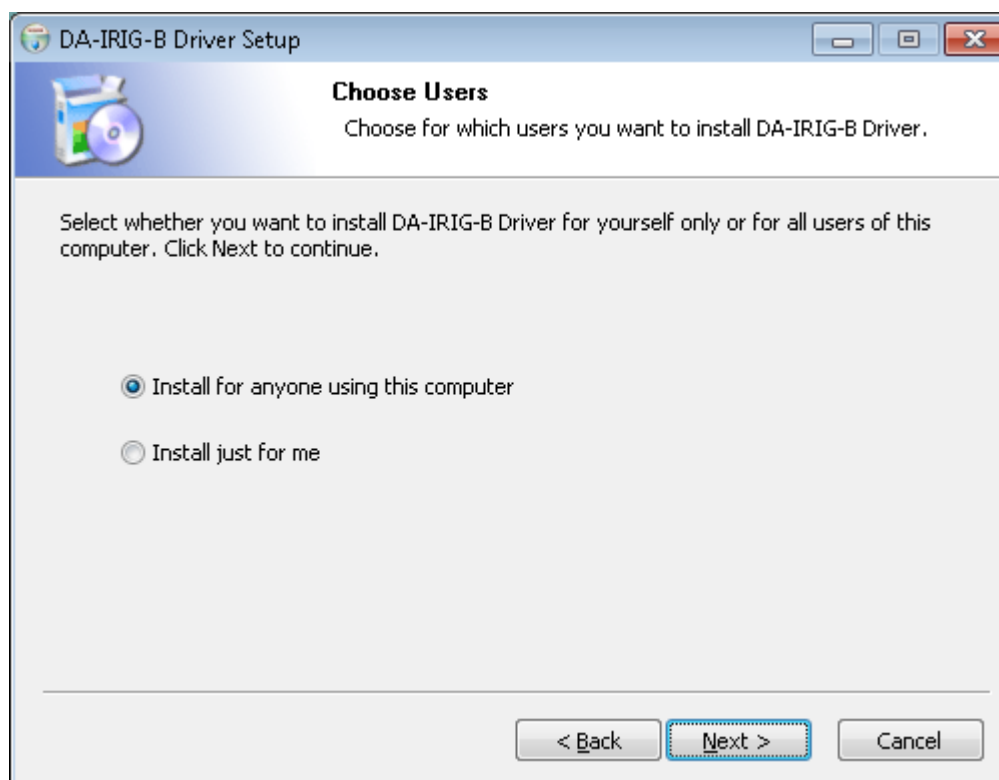 DA-IRIG-B Driver Setup
Choose Users
Choose for which users you want to install DA-IRIG-B Driver.
Select whether you want to install DA-IRIG-B Driver for yourself only or for all users of this
computer. Click Next to continue.
Install for anyone using this computer
Install just for me
< Back Next > Cancel